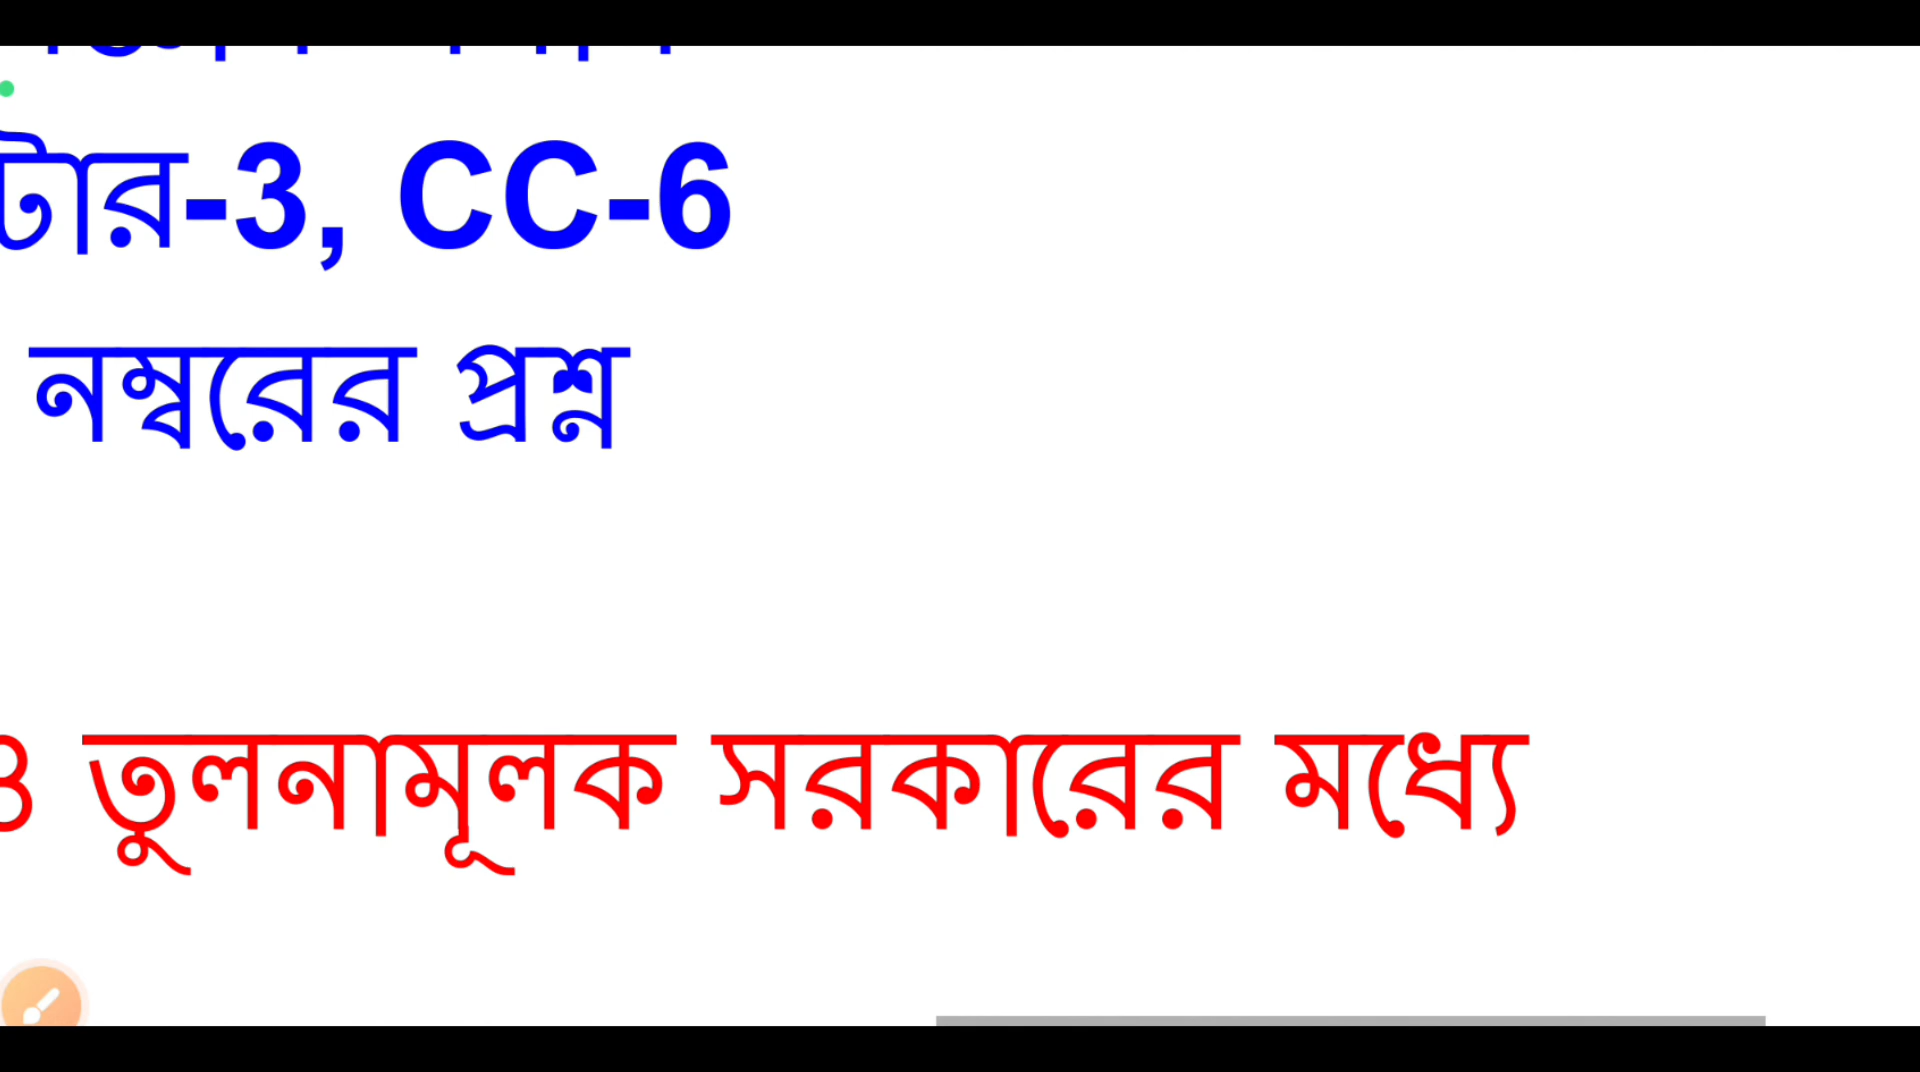 টার-3, CC-6
নম্বরের প্রশ্ন
তুলনামূলক সরকারের মধ্যে